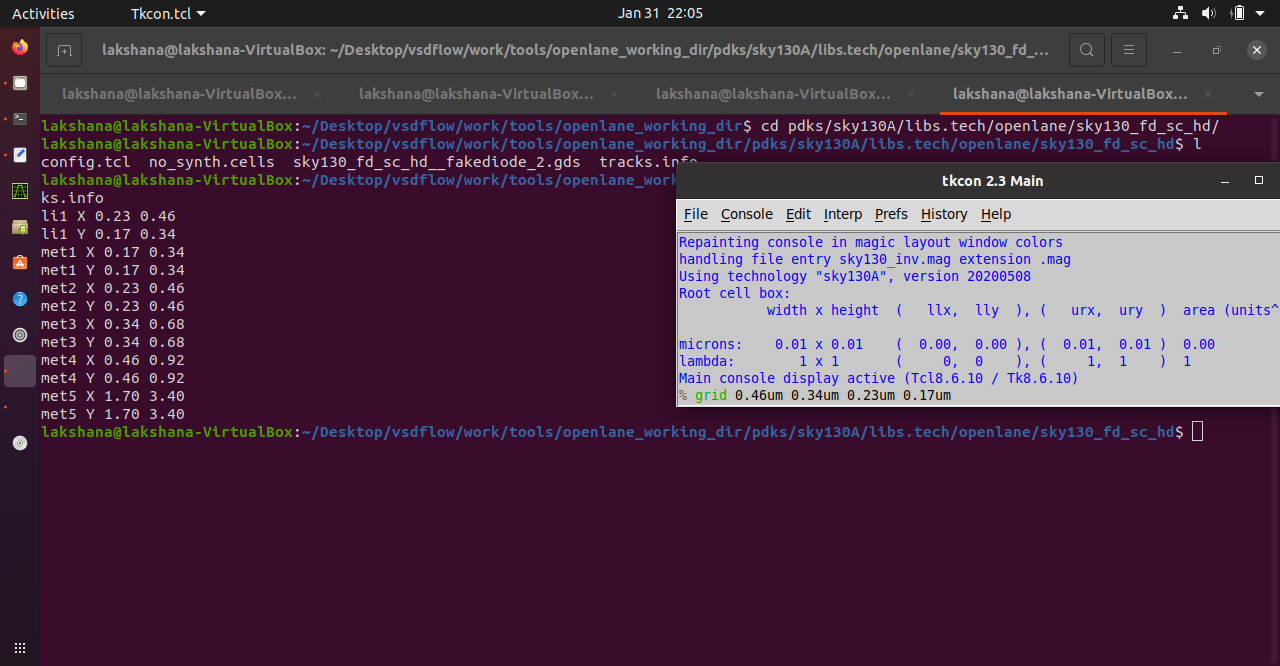 Activities Tkcon.tcl Jan 31 22:05
lakshana@lakshana-VirtualBox: ~/Desktop/vsdflow/work/tools/openlane_working_dir/pdks/sky130A/libs.tech/openlane/sky130_fd_...
lakshana@lakshana-VirtualBox... lakshana@lakshana-VirtualBox... lakshana@lakshana-VirtualBox... lakshana@lakshana-VirtualBox...
lakshana@lakshana-VirtualBox:~/Desktop/vsdflow/work/tools/openlane_working_dir$ cd pdks/sky130A/libs.tech/openlane/sky130_fd_sc_hd/
lakshana@lakshana-VirtualBox:~/Desktop/vsdflow/work/tools/openlane_working_dir/pdks/sky130A/libs.tech/openlane/sky130_fd_sc_hd$ l
config.tcl no_synth.cells sky130_fd_sc_hd__fakediode_2.gds tracks.info
lakshana@lakshana-VirtualBox:~/Desktop/vsdflow/work/tools/openlane_work
ks.info
li1 X 0.23 0.46
li1 Y 0.17 0.34
met1 X 0.17 0.34
met1 Y 0.17 0.34
met2 X 0.23 0.46
met2 Y 0.23 0.46
met3 X 0.34 0.68
met3 Y 0.34 0.68
met4 X 0.46 0.92
met4 Y 0.46 0.92
met5 X 1.70 3.40
met5 Y 1.70 3.40
lakshana@lakshana-VirtualBox:~/Desktop/vsdflow/work/tools/openlane_working_dir/pdks/sky130A/libs.tech/openlane/sky130_fd_sc_hd$
tkcon 2.3 Main
File Console Edit Interp Prefs History Help
Repainting console in magic layout window colors
handling file entry sky130_inv.mag extension .mag
Using technology "sky130A", version 20200508
Root cell box:
width x height ( llx, lly ), ( urx, ury ) area (units^
microns: 0.01 x 0.01 ( 0.00, 0.00 ), ( 0.01, 0.01 ) 0.00
lambda: 1 x 1 ( 0, 0 ), ( 1, 1 ) 1
Main console display active (Tcl8.6.10 / Tk8.6.10)
% grid 0.46um 0.34um 0.23um 0.17um